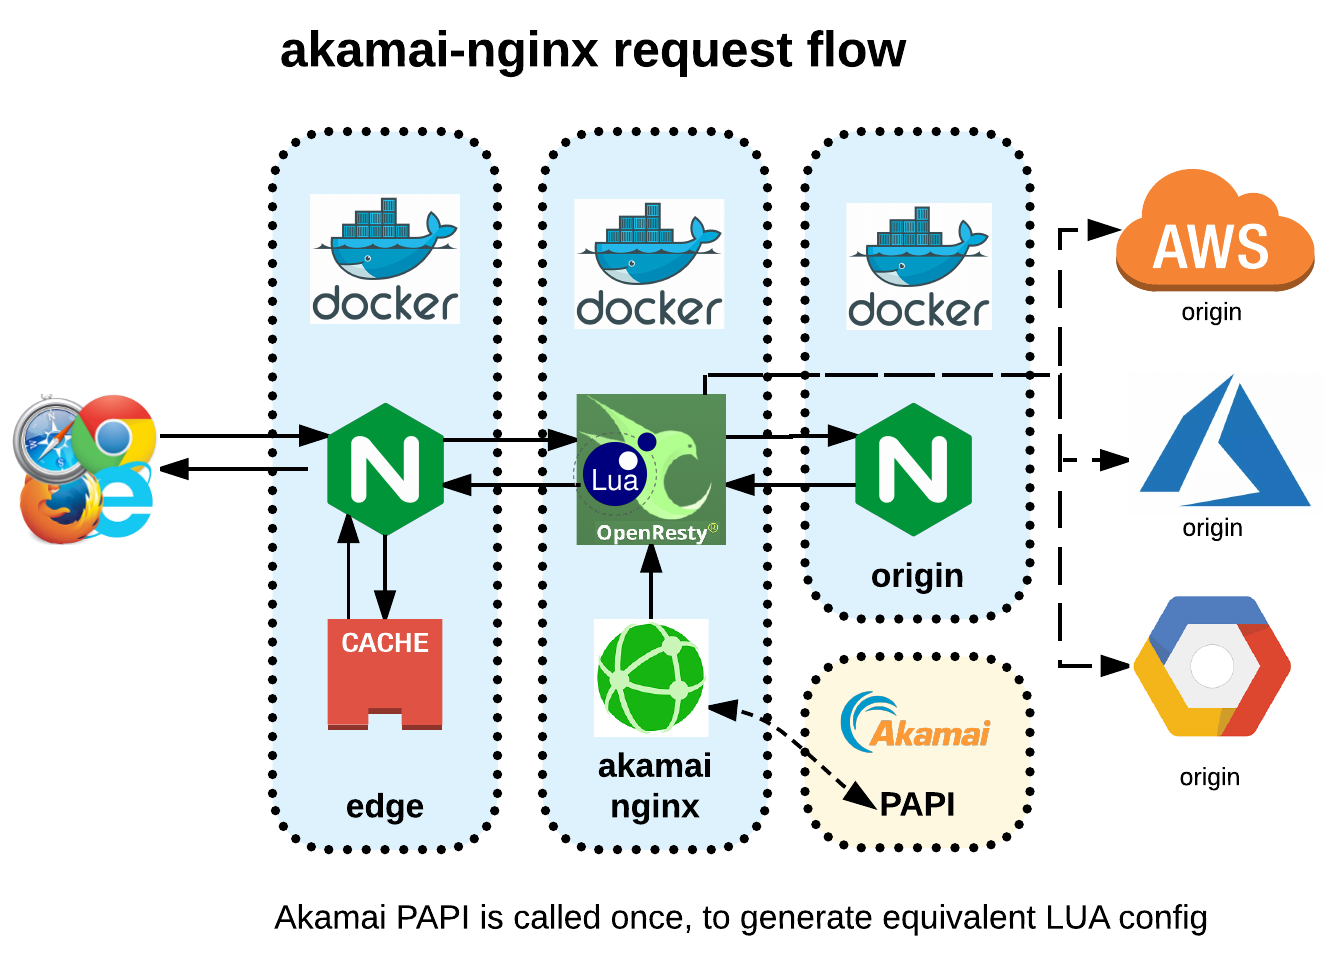 akamai-nginx request flow
docker
docker
docker
AWS
origin
N
Lua
OpenResty®
N
origin
origin
CACHE
akamai
nginx
edge
Akamai
PAPI
origin
Akamai PAPI is called once, to generate equivalent LUA config